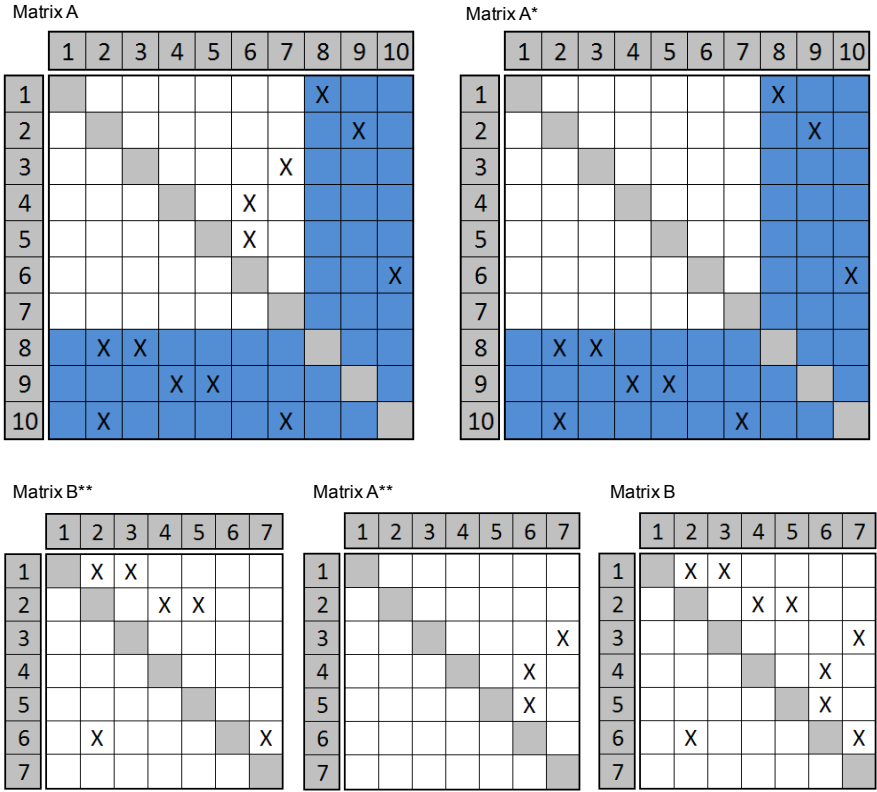 Matrix A Matrix A*
1 2 3 4 5 6 7 8 9 10 1 2 3 4 5 6 7 8 9 10
1 X 1 X
2 X 2 X
3 X 3
4 X 4
5 X 5
6 X 6 X
7 7
8 X X 8 X X
9 X X 9 X X
10 X X 10 X X
Matrix B** Matrix A** Matrix B
1 2 3 4 5 6 7 1 2 3 4 5 6 7 1 2 3 4 5 6 7
1 X X 1 1 X X
2 X X 2 2 X X
3 3 X 3 X
4 4 X 4 X
5 5 X 5 X
6 X X 6 6 X X
7 7 7